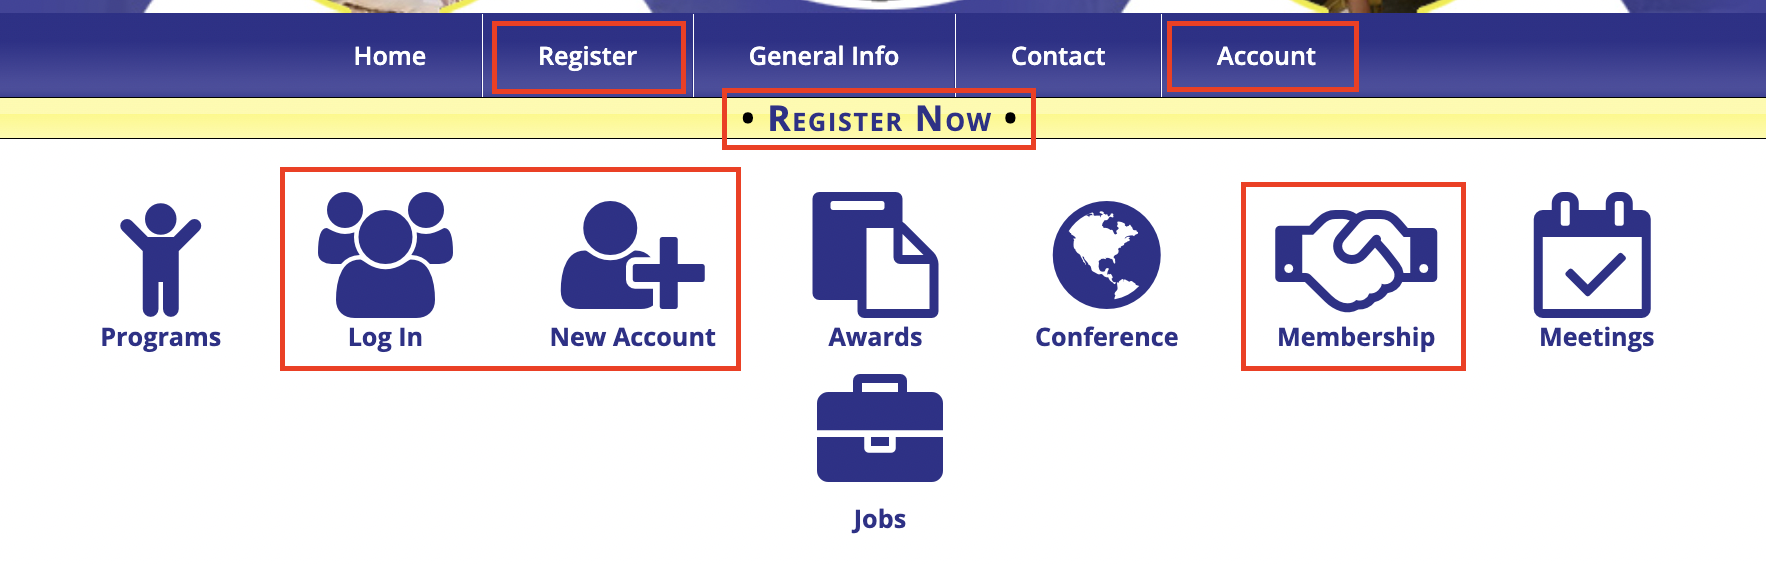 Home Register General Info Contact Account
• Register Now •
Programs Log In New Account Awards Conference Membership Meetings
Jobs